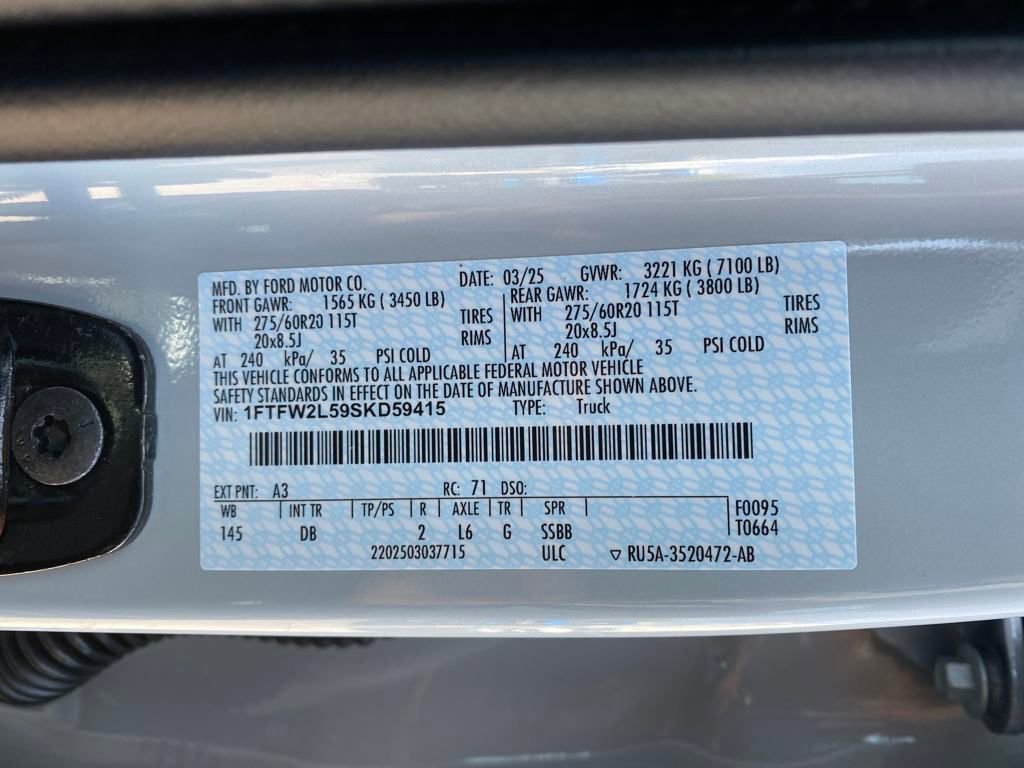 MFD. BY FORD MOTOR CO. DATE: 03/25 GVWR: 3221 KG ( 7100 LB)
FRONT GAWR: 1565 KG ( 3450 LB) REAR GAWR: 1724 KG ( 3800 LB)
WITH 275/60R20 115T TIRES WITH 275/60R20 115T TIRES
20x8.5J RIMS 20x8.5J RIMS
AT 240 kPa/ 35 PSI COLD AT 240 kPa/ 35 PSI COLD
THIS VEHICLE CONFORMS TO ALL APPLICABLE FEDERAL MOTOR VEHICLE
SAFETY STANDARDS IN EFFECT ON THE DATE OF MANUFACTURE SHOWN ABOVE.
VIN: 1FTFW2L59SKD59415 TYPE: Truck
EXT PNT: A3 RC: 71 DSO:
WB INT TR TP/PS R AXLE TR SPR F0095
145 DB 2 L6 G SSBB T0664
2202503037715 ULC ▽ RU5A-3520472-AB